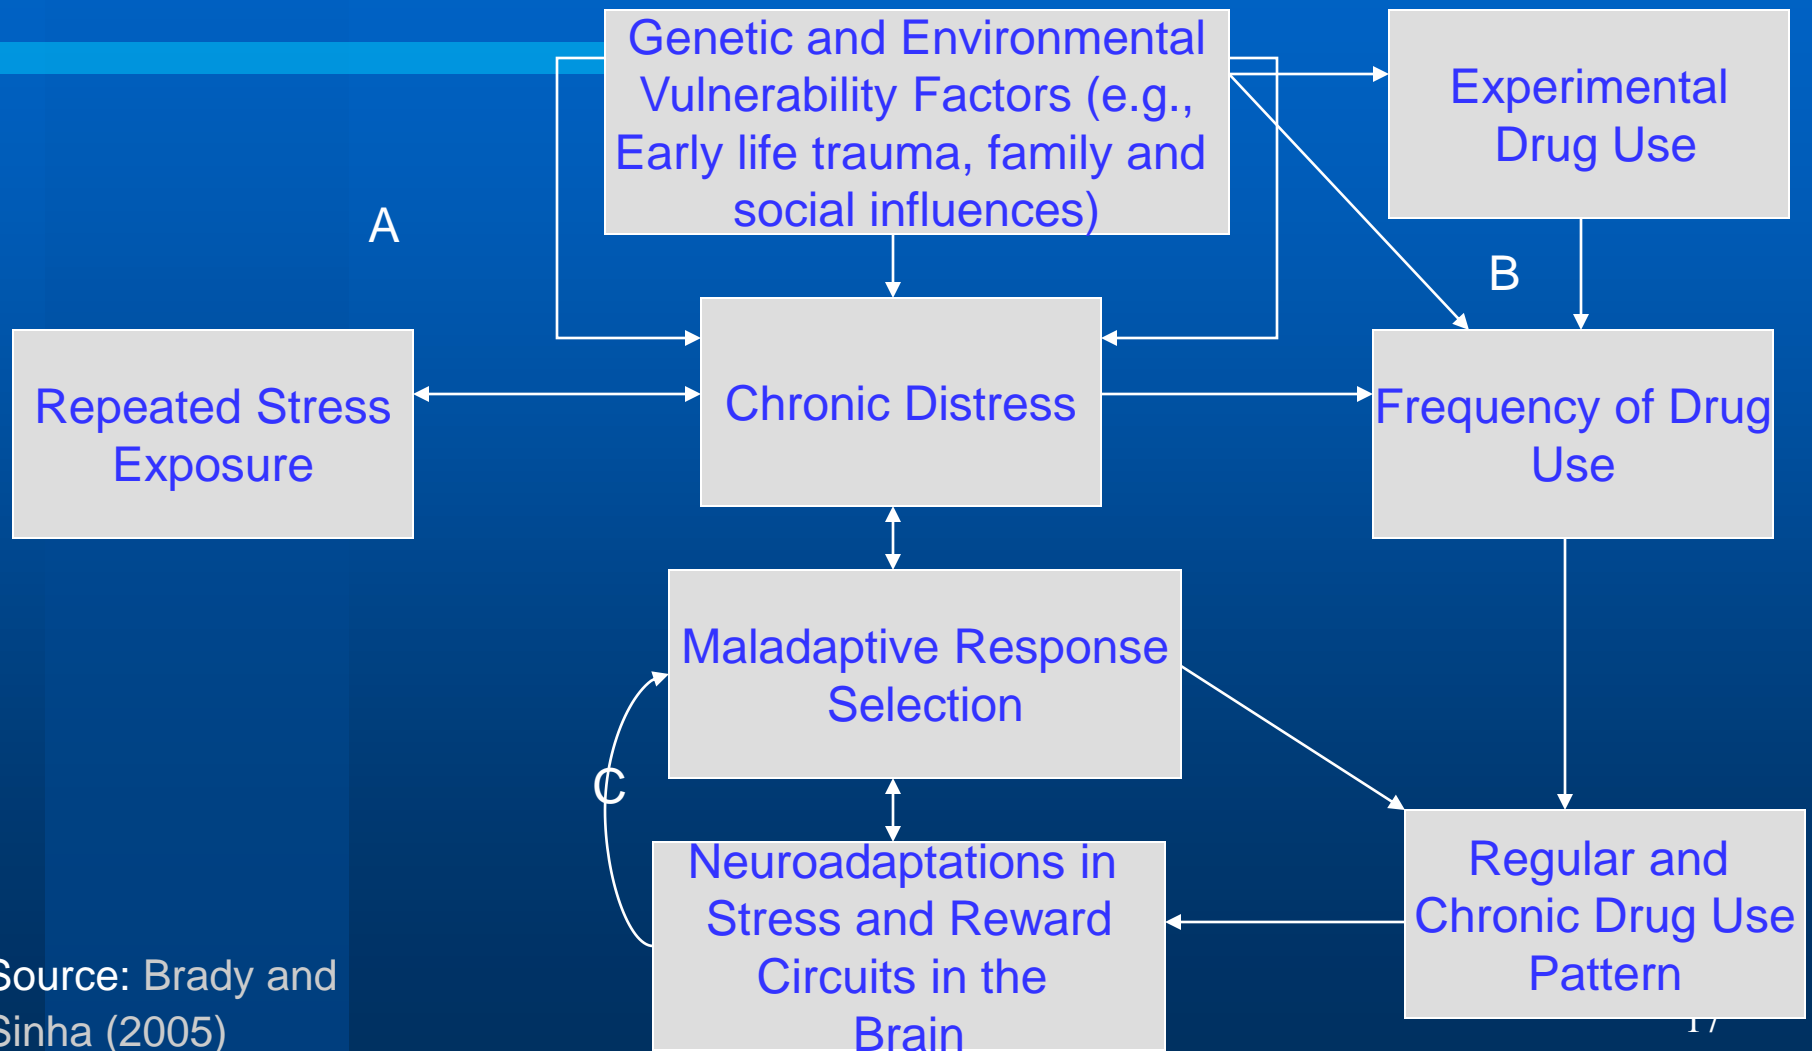 Genetic and Environmental
Vulnerability Factors (e.g.,
Early life trauma, family and
social influences)
Experimental
Drug Use
A
B
Repeated Stress
Exposure
Chronic Distress
Frequency of Drug
Use
Maladaptive Response
Selection
C
Neuroadaptations in
Stress and Reward
Circuits in the
Brain
Regular and
Chronic Drug Use
Pattern
Source: Brady and
Sinha (2005)
17